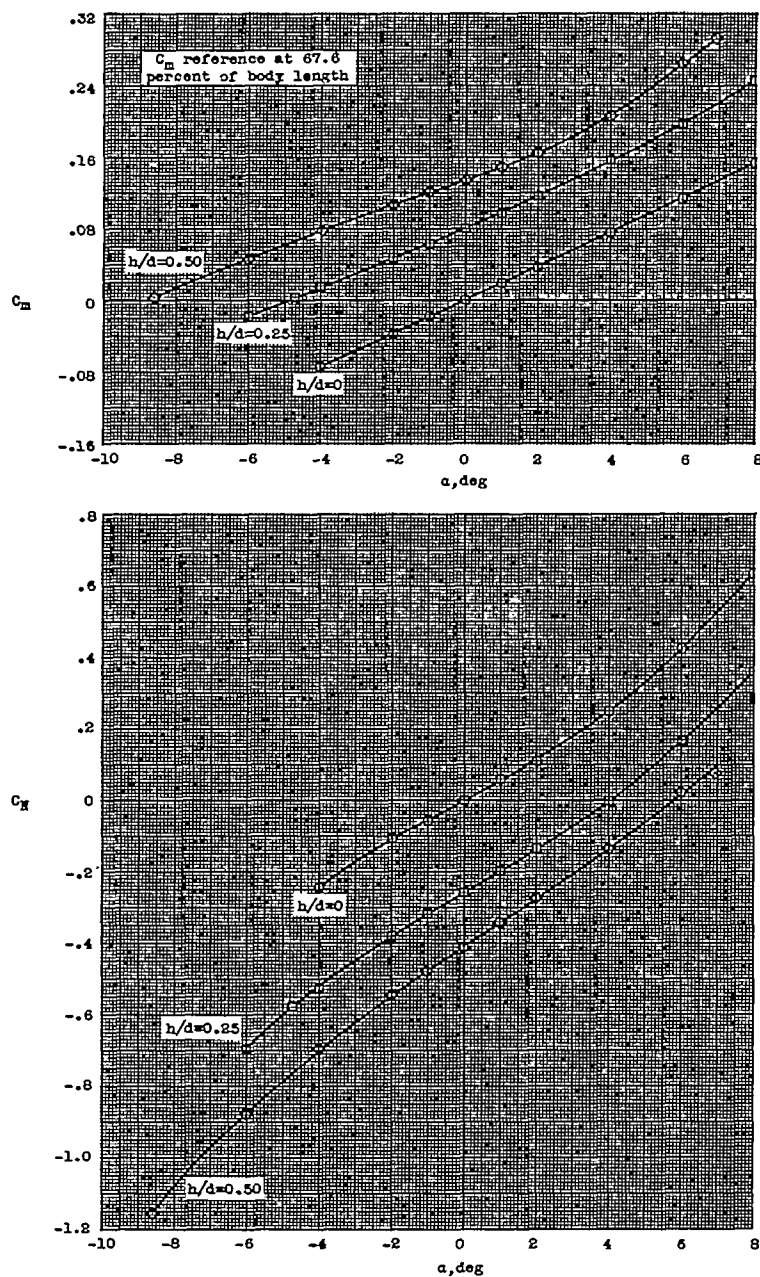 .32
C_m reference at 67.6
percent of body length
.24
.16
.08
h/d=0.50
C_m
0
h/d=0.25
h/d=0
-.08
-.16
-10 -8 -6 -4 -2 0 2 4 6 8
α,deg
.8
.6
.4
.2
C_N
0
-.2
h/d=0
-.4
-.6
h/d=0.25
-.8
-1.0
h/d=0.50
-1.2
-10 -8 -6 -4 -2 0 2 4 6 8
α,deg